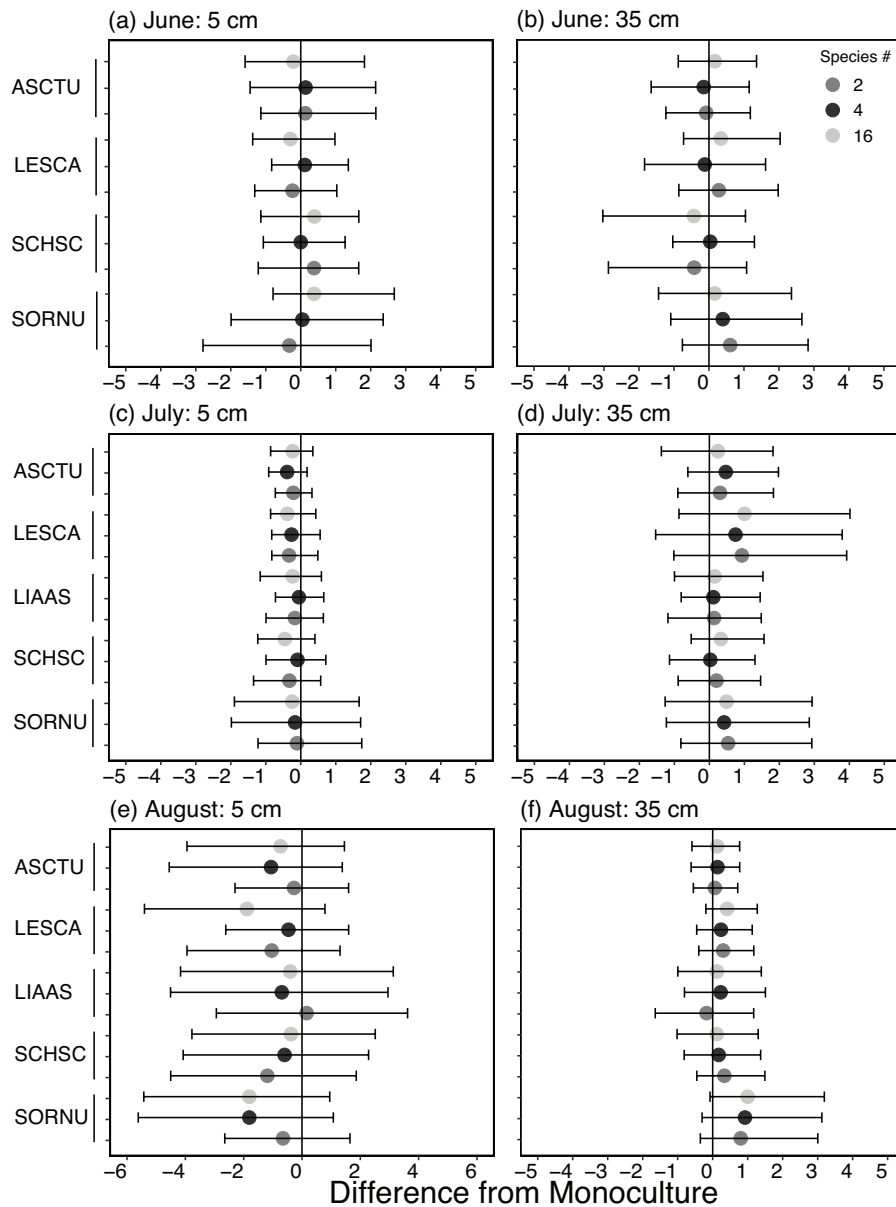 (a) June: 5 cm
(b) June: 35 cm
Species #
2
4
16
ASCTU
LESCA
SCHSC
SORNU
−5 −4 −3 −2 −1 0 1 2 3 4 5
−5 −4 −3 −2 −1 0 1 2 3 4 5
(c) July: 5 cm
(d) July: 35 cm
ASCTU
LESCA
LIAAS
SCHSC
SORNU
−5 −4 −3 −2 −1 0 1 2 3 4 5
−5 −4 −3 −2 −1 0 1 2 3 4 5
(e) August: 5 cm
(f) August: 35 cm
ASCTU
LESCA
LIAAS
SCHSC
SORNU
−6 −4 −2 0 2 4 6
−5 −4 −3 −2 −1 0 1 2 3 4 5
Difference from Monoculture